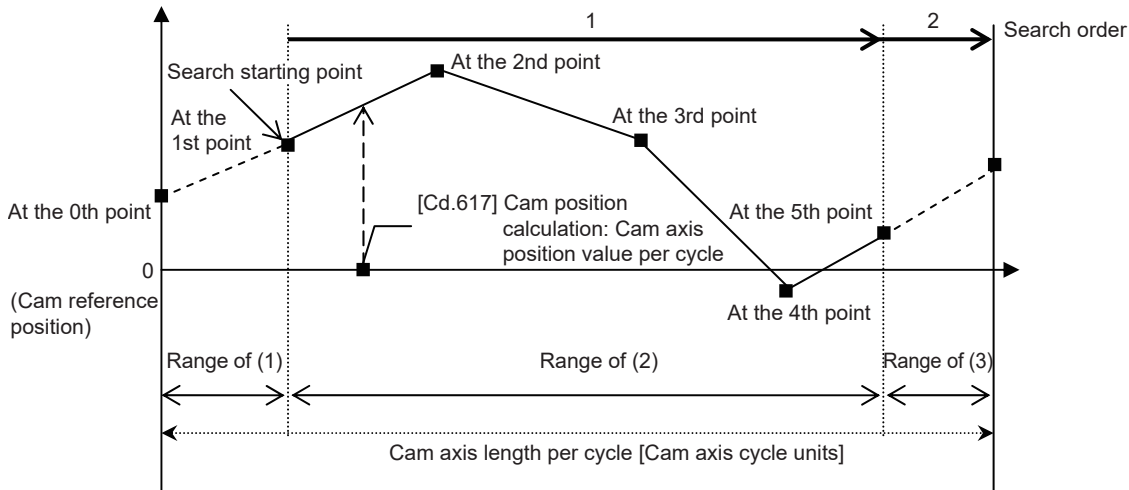 1
2
Search order
Search starting point
At the 2nd point
At the
1st point
At the 3rd point
At the 0th point
[Cd.617] Cam position
calculation: Cam axis
position value per cycle
At the 5th point
0
(Cam reference
position)
At the 4th point
Range of (1)
Range of (2)
Range of (3)
Cam axis length per cycle [Cam axis cycle units]